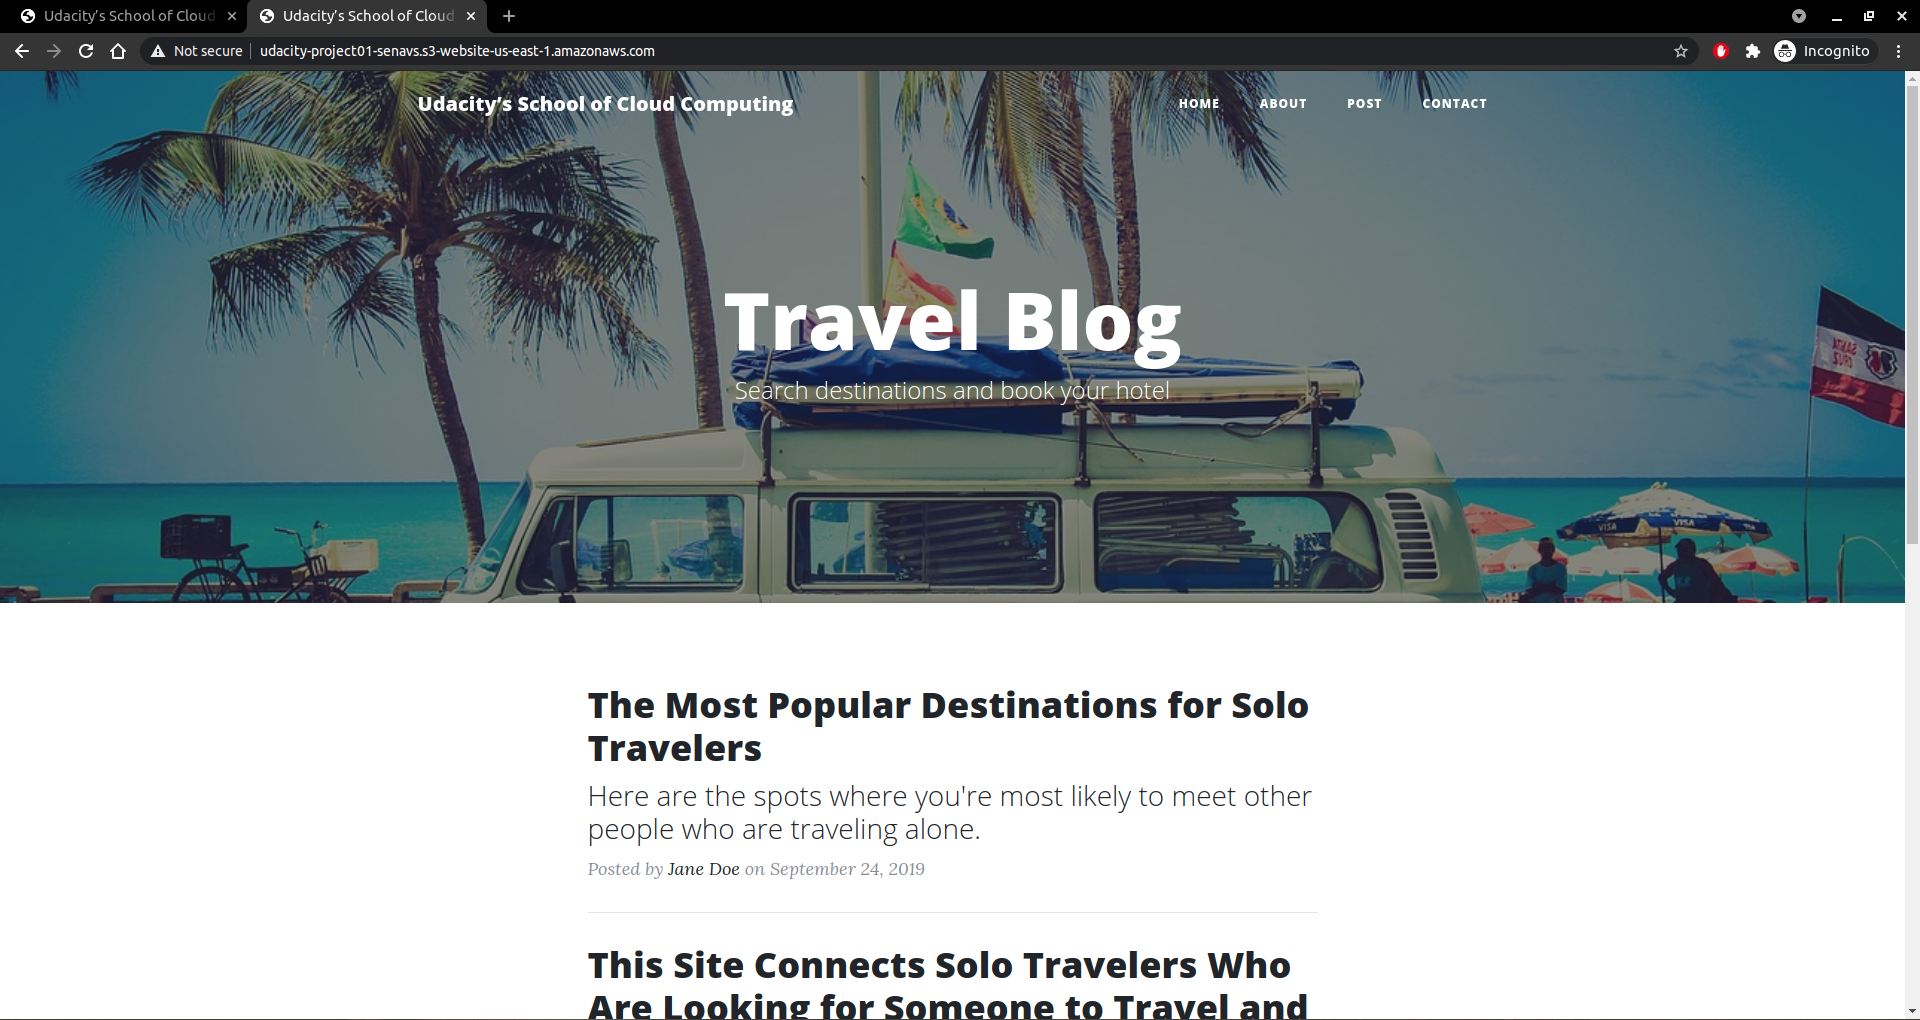 Udacity’s School of Cloud
Udacity’s School of Cloud
Not secure
udacity-project01-senavs.s3-website-us-east-1.amazonaws.com
Incognito
Udacity’s School of Cloud Computing
HOME
ABOUT
POST
CONTACT
Travel Blog
Search destinations and book your hotel
SANTA
CRUZ
VISA
VISA
The Most Popular Destinations for Solo
Travelers
Here are the spots where you're most likely to meet other
people who are traveling alone.
Posted by Jane Doe on September 24, 2019
This Site Connects Solo Travelers Who
Are Looking for Someone to Travel and